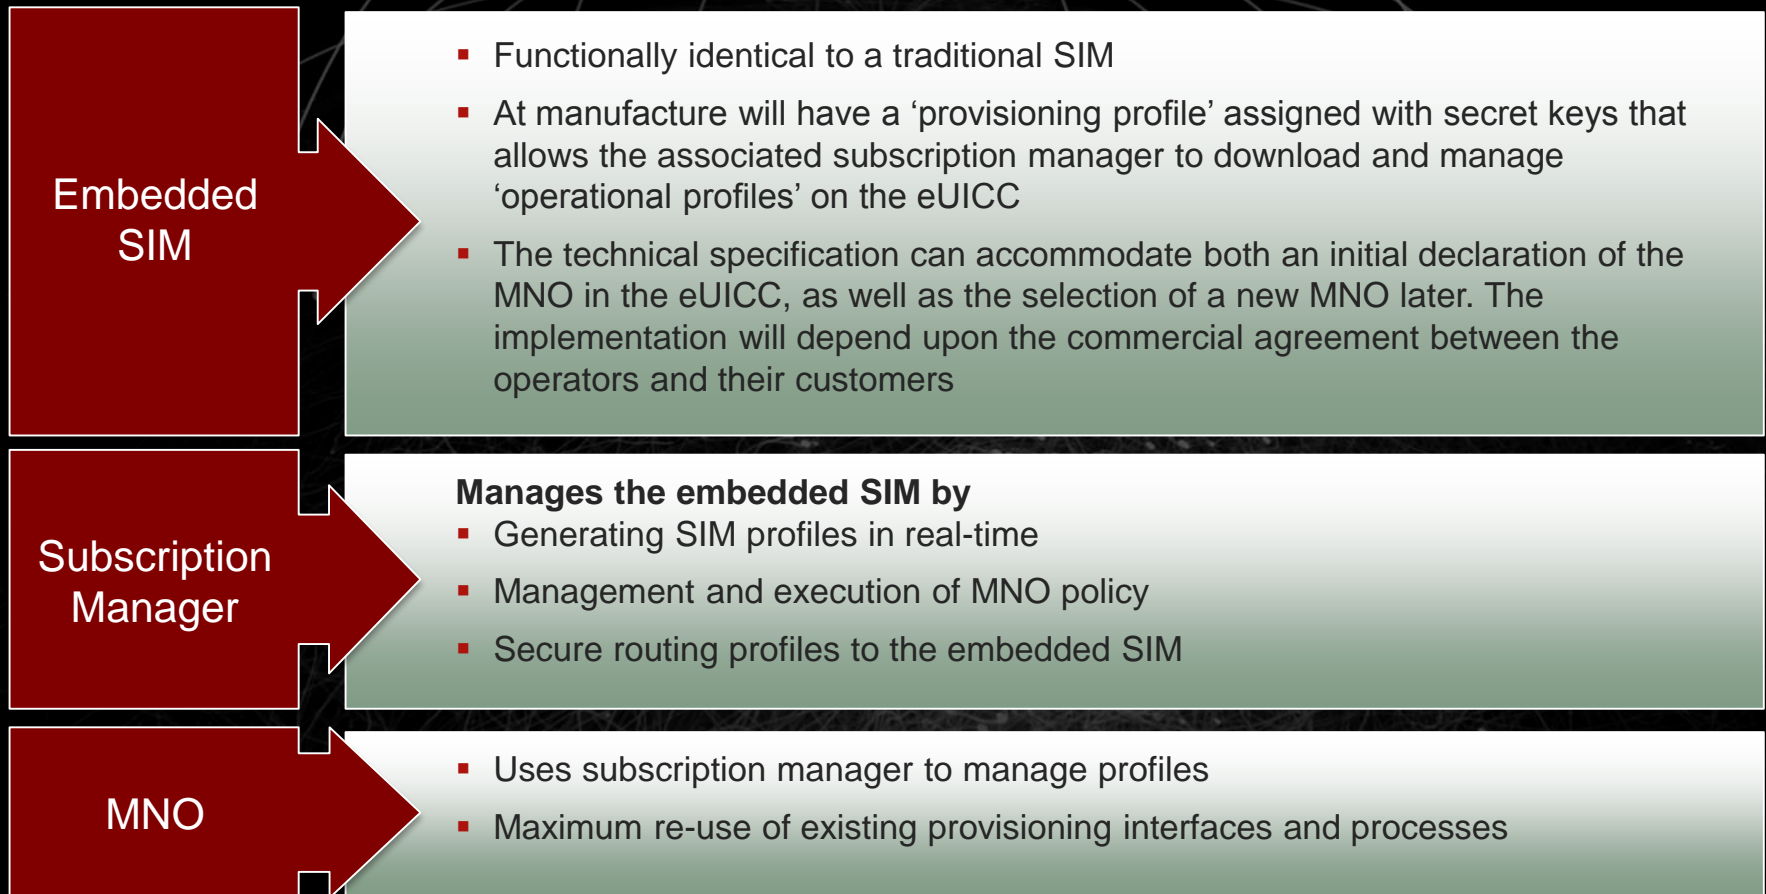 Embedded
SIM
▪ Functionally identical to a traditional SIM
▪ At manufacture will have a ‘provisioning profile’ assigned with secret keys that
allows the associated subscription manager to download and manage
‘operational profiles’ on the eUICC
▪ The technical specification can accommodate both an initial declaration of the
MNO in the eUICC, as well as the selection of a new MNO later. The
implementation will depend upon the commercial agreement between the
operators and their customers
Subscription
Manager
Manages the embedded SIM by
▪ Generating SIM profiles in real-time
▪ Management and execution of MNO policy
▪ Secure routing profiles to the embedded SIM
MNO
▪ Uses subscription manager to manage profiles
▪ Maximum re-use of existing provisioning interfaces and processes